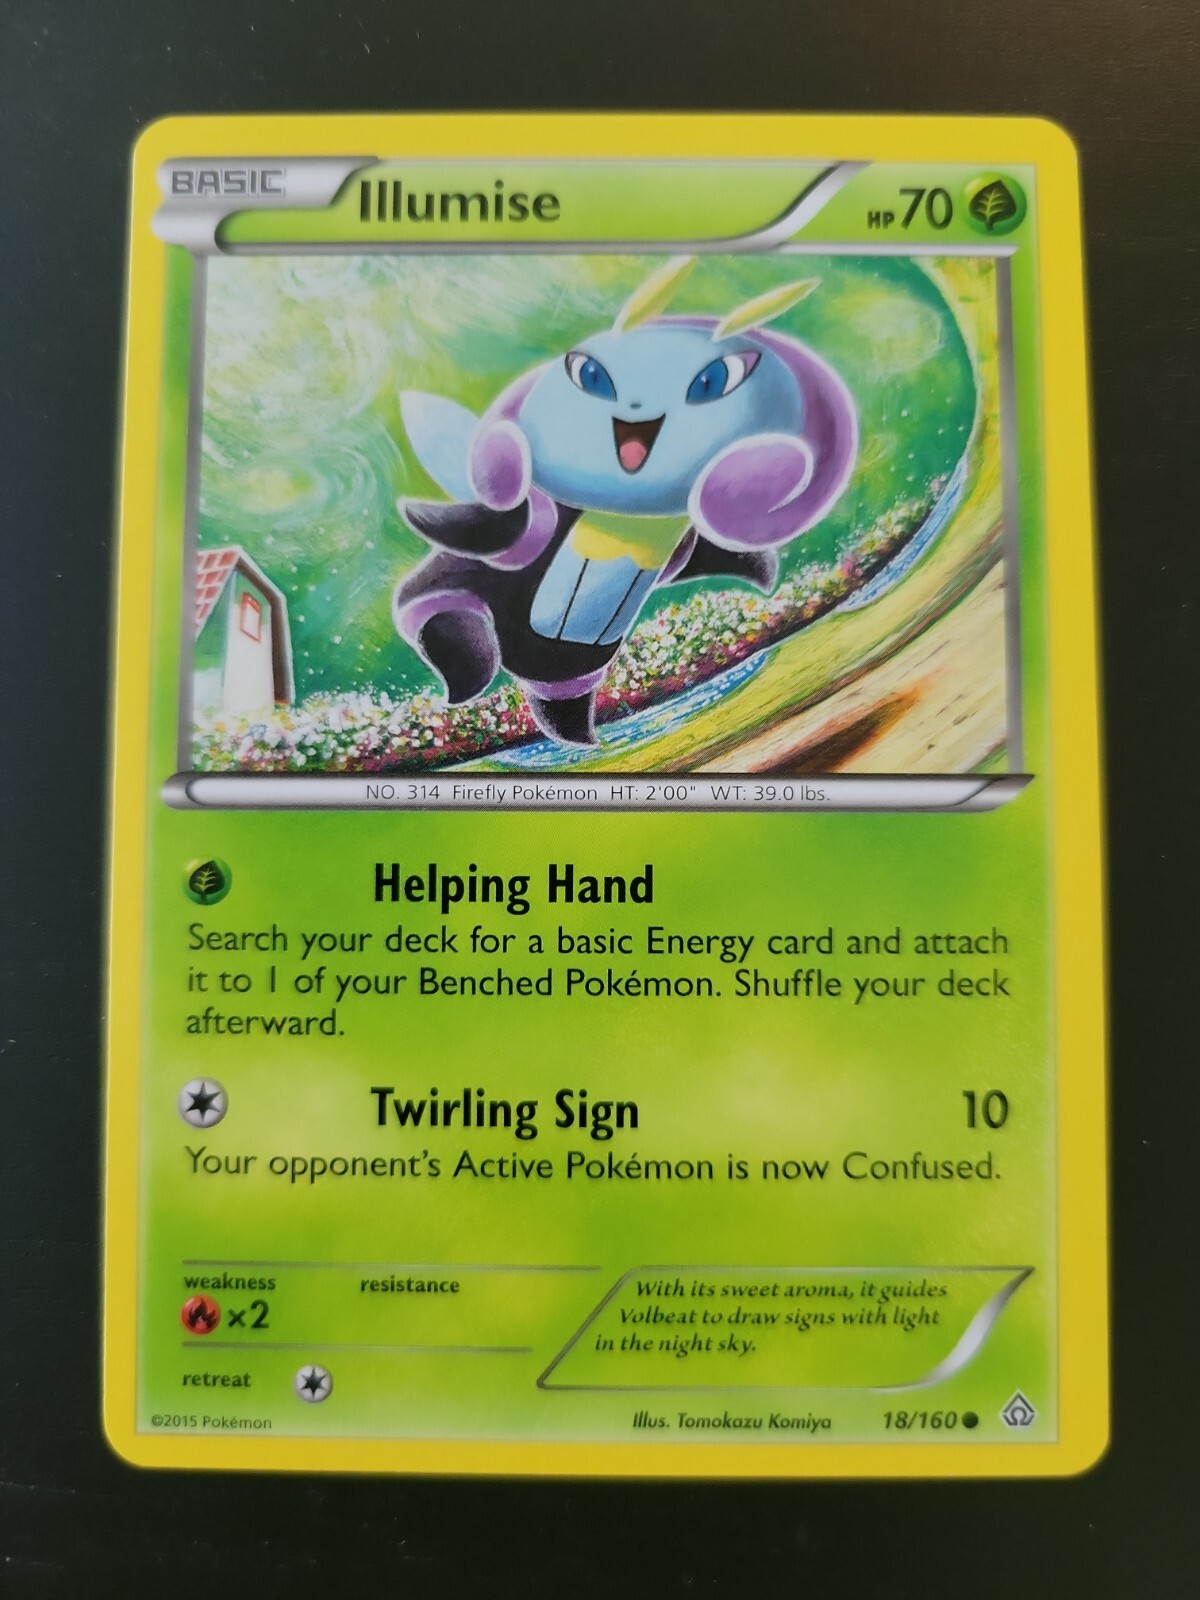 BASIC
Illumise
HP 70
NO. 314 Firefly Pokémon HT: 2'00" WT: 39.0 lbs.
Helping Hand
Search your deck for a basic Energy card and attach
it to 1 of your Benched Pokémon. Shuffle your deck
afterward.
Twirling Sign 10
Your opponent's Active Pokémon is now Confused.
weakness resistance
×2
With its sweet aroma, it guides
Volbeat to draw signs with light
in the night sky.
retreat
©2015 Pokémon
Illus. Tomokazu Komiya 18/160